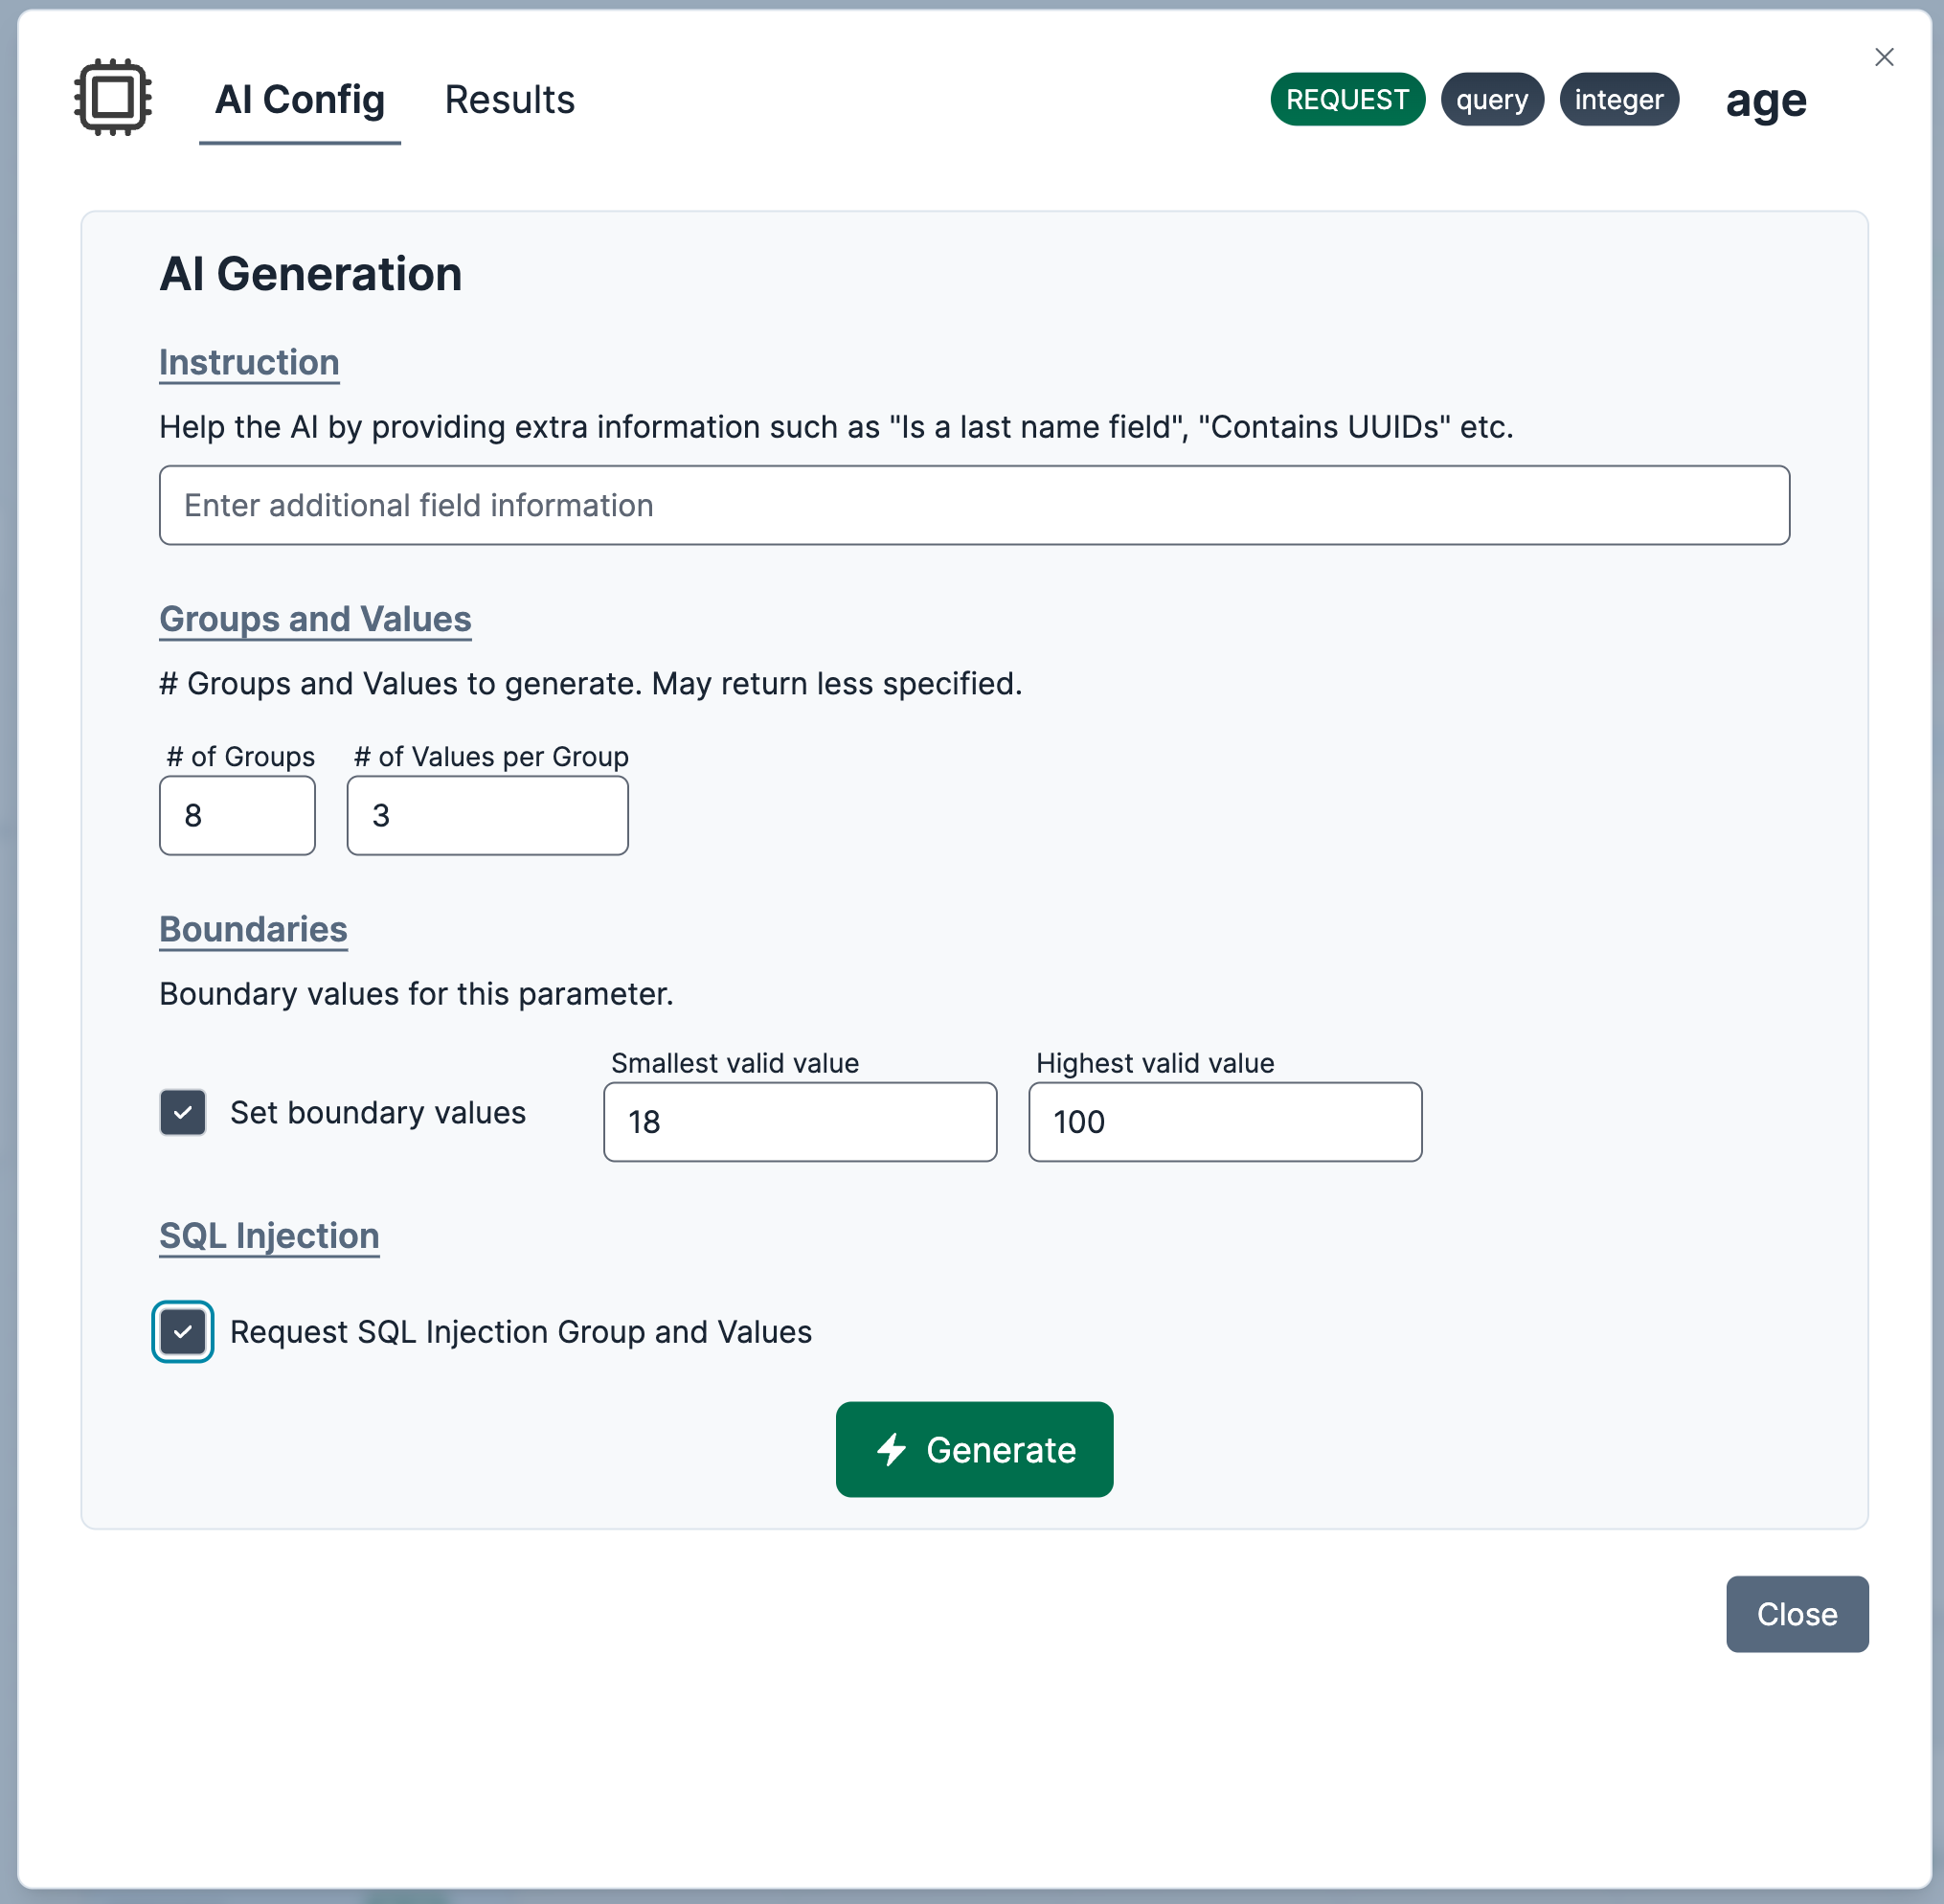 AI Config
Results
REQUEST
query
integer
age
AI Generation
Instruction
Help the AI by providing extra information such as "Is a last name field", "Contains UUIDs" etc.
Enter additional field information
Groups and Values
# Groups and Values to generate. May return less specified.
# of Groups
# of Values per Group
8
3
Boundaries
Boundary values for this parameter.
Smallest valid value
Highest valid value
Set boundary values
18
100
SQL Injection
Request SQL Injection Group and Values
Generate
Close